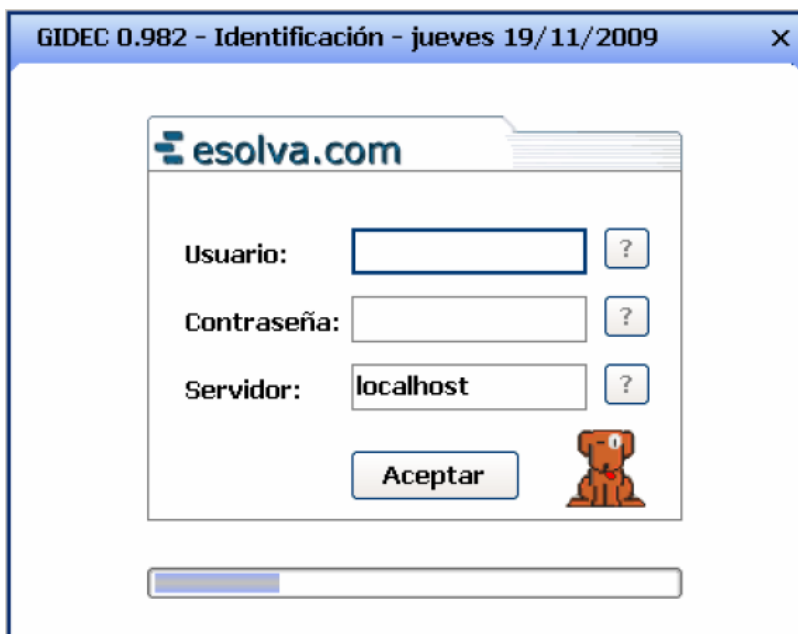 GIDEC 0.982 - Identificación - jueves 19/11/2009
esolva.com
Usuario: ?
Contraseña: ?
Servidor: localhost ?
Aceptar